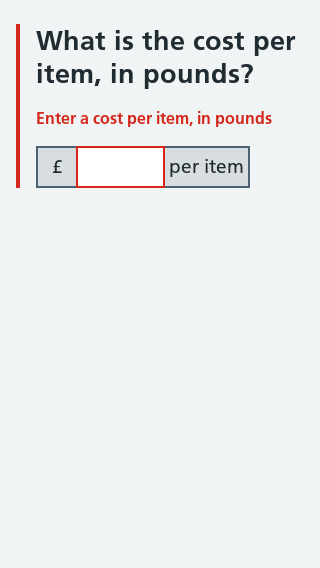 What is the cost per
item, in pounds?
Enter a cost per item, in pounds
£ per item